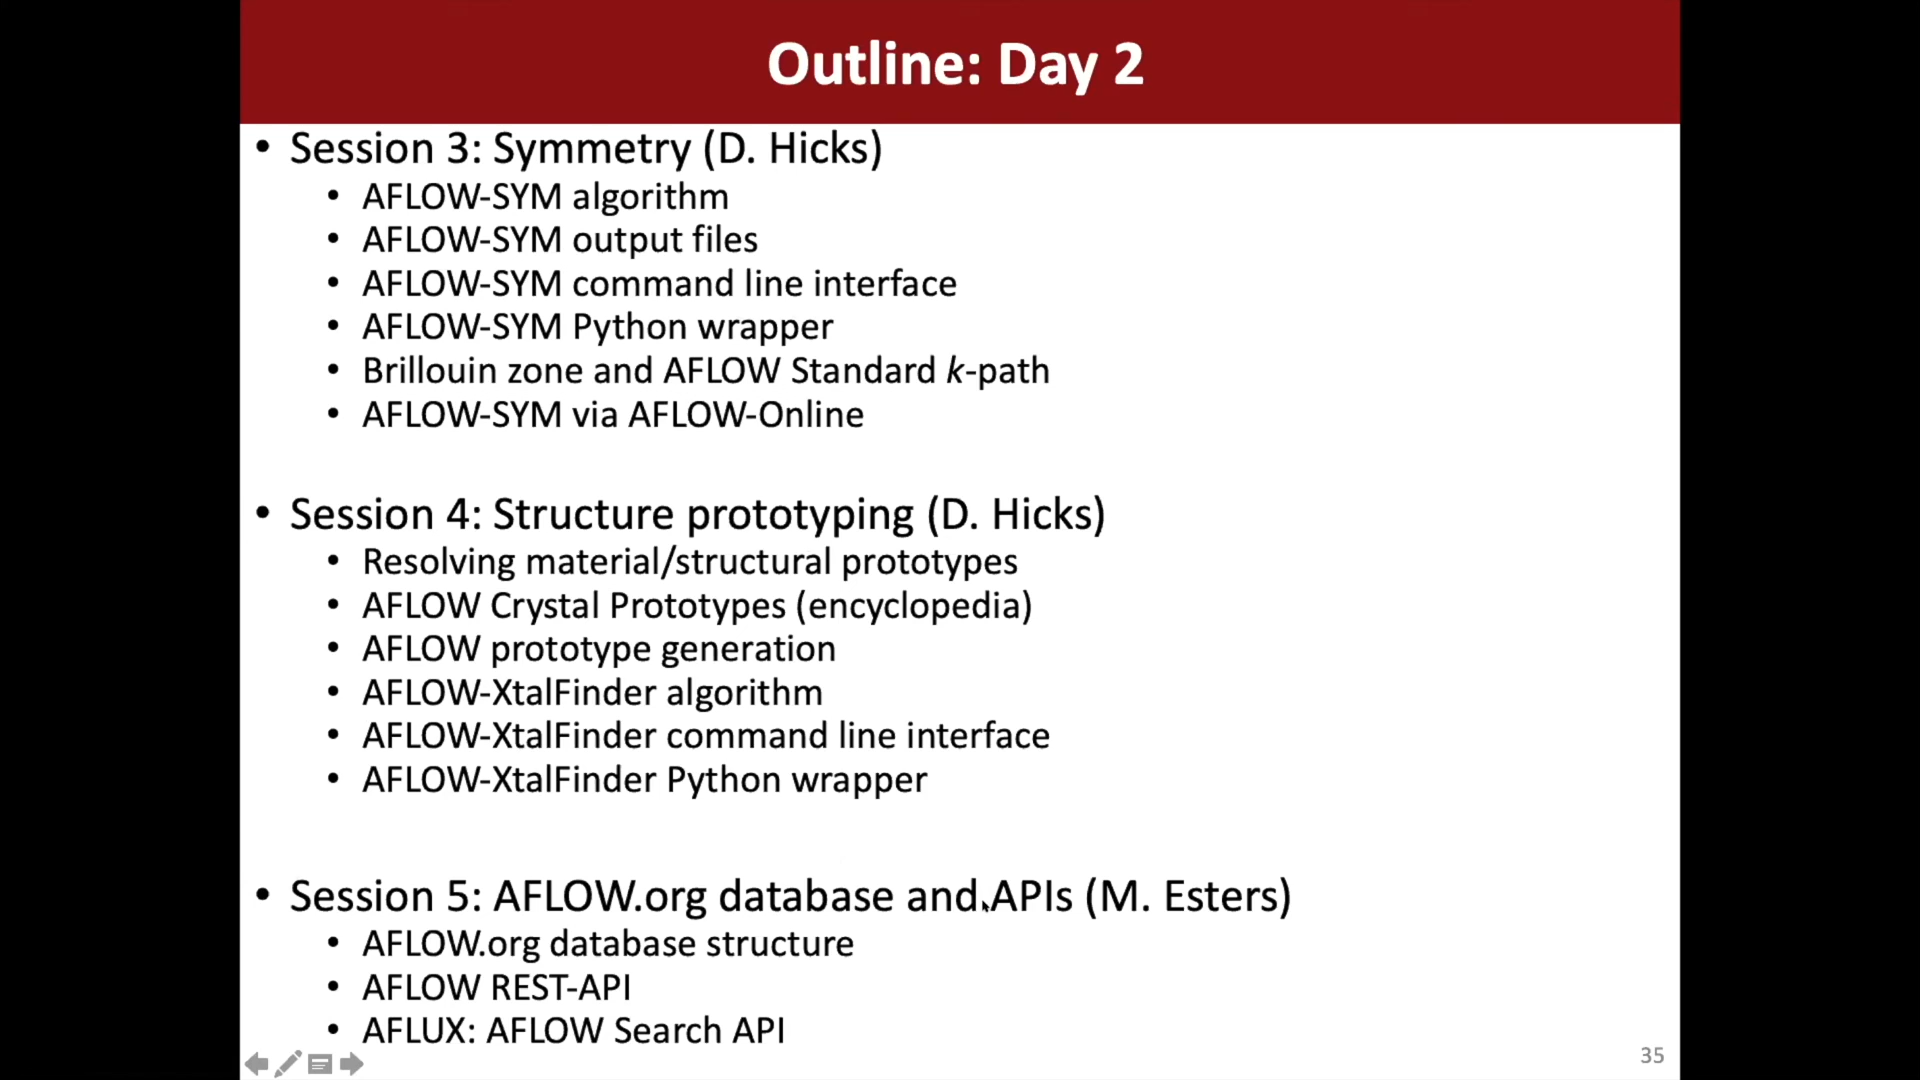 Outline: Day 2
• Session 3: Symmetry (D. Hicks)
• AFLOW-SYM algorithm
• AFLOW-SYM output files
• AFLOW-SYM command line interface
• AFLOW-SYM Python wrapper
• Brillouin zone and AFLOW Standard k-path
• AFLOW-SYM via AFLOW-Online
• Session 4: Structure prototyping (D. Hicks)
• Resolving material/structural prototypes
• AFLOW Crystal Prototypes (encyclopedia)
• AFLOW prototype generation
• AFLOW-XtalFinder algorithm
• AFLOW-XtalFinder command line interface
• AFLOW-XtalFinder Python wrapper
• Session 5: AFLOW.org database and APIs (M. Esters)
• AFLOW.org database structure
• AFLOW REST-API
• AFLUX: AFLOW Search API
35